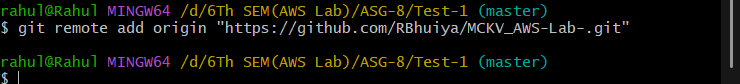 rahul@Rahul MINGW64 /d/6Th SEM(AWS Lab)/ASG-8/Test-1 (master)
$ git remote add origin "https://github.com/RBhuiya/MCKV_AWS-Lab-.git"
rahul@Rahul MINGW64 /d/6Th SEM(AWS Lab)/ASG-8/Test-1 (master)
$